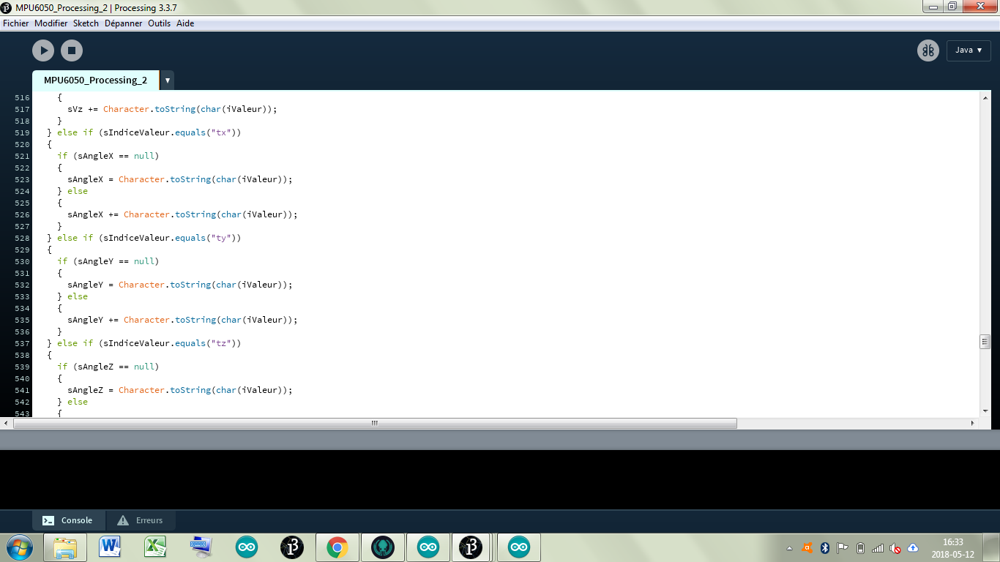 MPU6050_Processing_2 | Processing 3.3.7
Fichier Modifier Sketch Dépanner Outils Aide
Java ▾
MPU6050_Processing_2 ▾
516 {
517 sVz += Character.toString(char(iValeur));
518 }
519 } else if (sIndiceValeur.equals("tx"))
520 {
521 if (sAngleX == null)
522 {
523 sAngleX = Character.toString(char(iValeur));
524 } else
525 {
526 sAngleX += Character.toString(char(iValeur));
527 }
528 } else if (sIndiceValeur.equals("ty"))
529 {
530 if (sAngleY == null)
531 {
532 sAngleY = Character.toString(char(iValeur));
533 } else
534 {
535 sAngleY += Character.toString(char(iValeur));
536 }
537 } else if (sIndiceValeur.equals("tz"))
538 {
539 if (sAngleZ == null)
540 {
541 sAngleZ = Character.toString(char(iValeur));
542 } else
543 {
Console Erreurs
16:33
2018-05-12